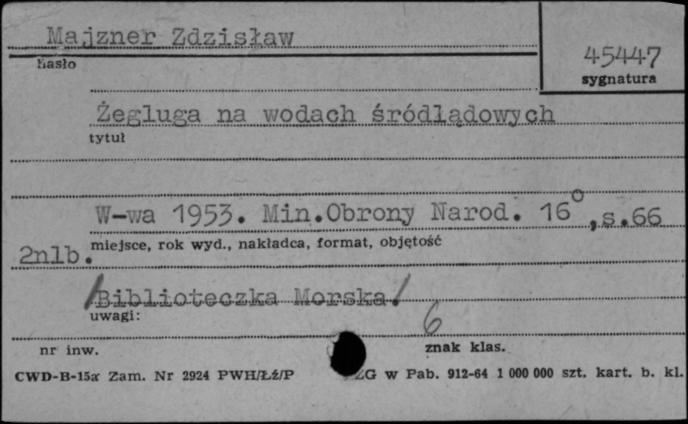 Majzner Zdzisław
hasło
45447
sygnatura
Żegluga na wodach śródlądowych
tytuł
W-wa 1953. Min.Obrony Narod. 16°, s.66
miejsce, rok wyd., nakładca, format, objętość
2nlb.
/Biblioteczka Morska/
uwagi:
6
nr inw.
znak klas.
CWD-B-15a Zam. Nr 2924 PWH/Łź/P ZG w Pab. 912-64 1 000 000 szt. kart. b. kl.